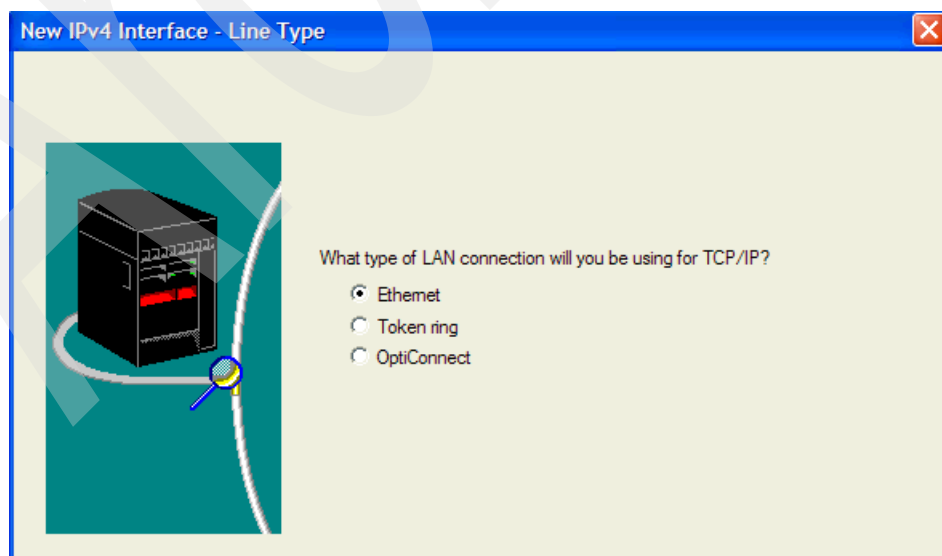 New IPv4 Interface - Line Type
What type of LAN connection will you be using for TCP/IP?
Ethernet
Token ring
OptiConnect